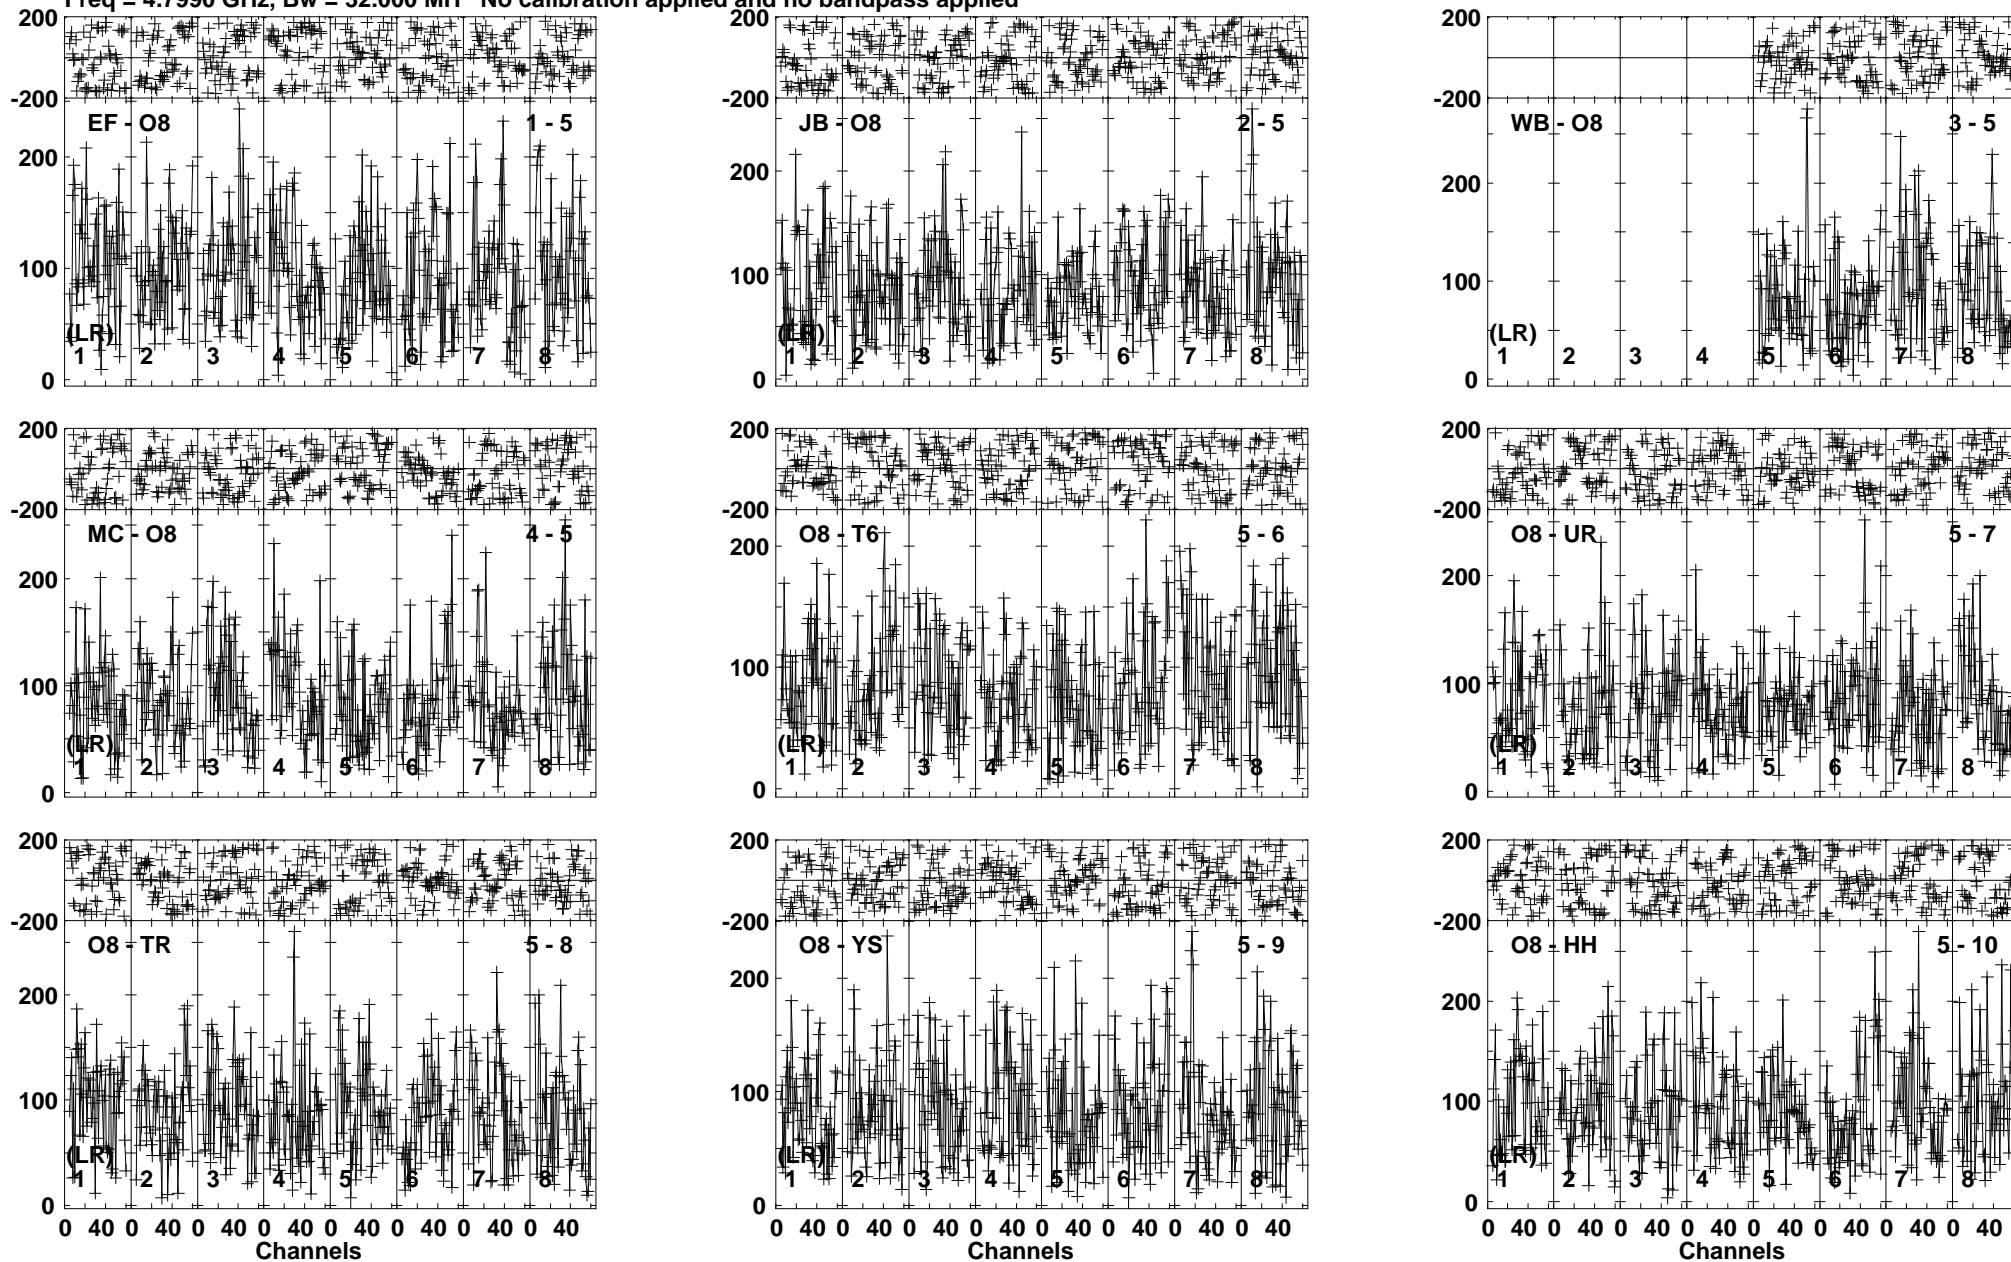 Freq = 4.7990 GHz, Bw = 32.000 MH No calibration applied and no bandpass applied
200 200 200
-200 -200 -200
EF - O8 1 - 5 JB - O8 2 - 5 WB - O8 3 - 5
200 200 200
100 100 100
(LR) (LR) (LR)
1 2 3 4 5 6 7 8 1 2 3 4 5 6 7 8 1 2 3 4 5 6 7 8
0 0 0
200 200 200
-200 -200 -200
MC - O8 4 - 5 O8 - T6 5 - 6 O8 - UR 5 - 7
200 200 200
100 100 100
(LR) (LR) (LR)
1 2 3 4 5 6 7 8 1 2 3 4 5 6 7 8 1 2 3 4 5 6 7 8
0 0 0
200 200 200
-200 -200 -200
O8 - TR 5 - 8 O8 - YS 5 - 9 O8 - HH 5 - 10
200 200 200
100 100 100
(LR) (LR) (LR)
1 2 3 4 5 6 7 8 1 2 3 4 5 6 7 8 1 2 3 4 5 6 7 8
0 0 0
0 40 0 40 0 40 0 40 0 40 0 40 0 40 0 40 0 40 0 40 0 40 0 40 0 40 0 40 0 40 0 40 0 40 0 40 0 40 0 40 0 40 0 40 0 40 0 40
Channels Channels Channels